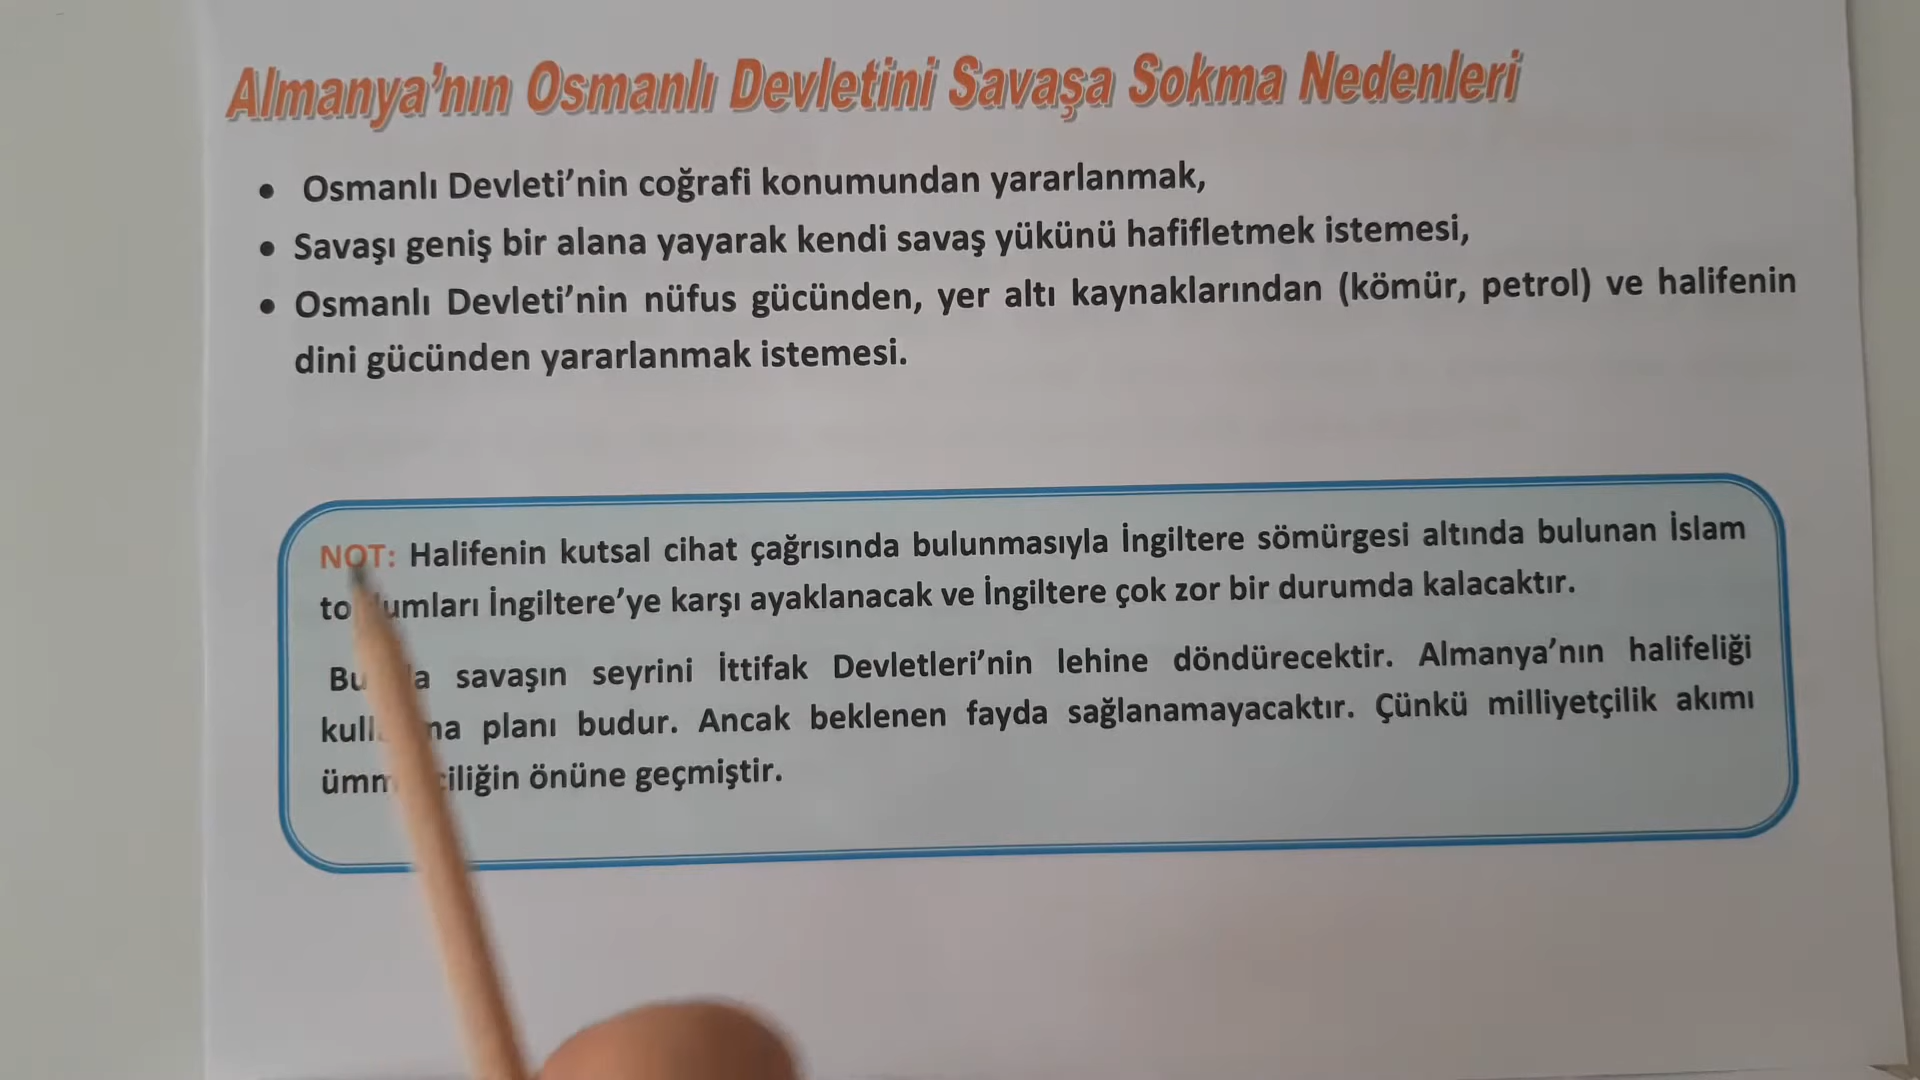 Almanya'nın Osmanlı Devletini Savaşa Sokma Nedenleri
• Osmanlı Devleti'nin coğrafi konumundan yararlanmak,
• Savaşı geniş bir alana yayarak kendi savaş yükünü hafifletmek istemesi,
• Osmanlı Devleti'nin nüfus gücünden, yer altı kaynaklarından (kömür, petrol) ve halifenin
dini gücünden yararlanmak istemesi.
NOT: Halifenin kutsal cihat çağrısında bulunmasıyla İngiltere sömürgesi altında bulunan İslam
İngiltere'ye karşı ayaklanacak ve İngiltere çok zor bir durumda kalacaktır.
savaşın seyrini İttifak Devletleri'nin lehine döndürecektir. Almanya'nın halifeliği
planı budur. Ancak beklenen fayda sağlanamayacaktır. Çünkü milliyetçilik akımı
önüne geçmiştir.